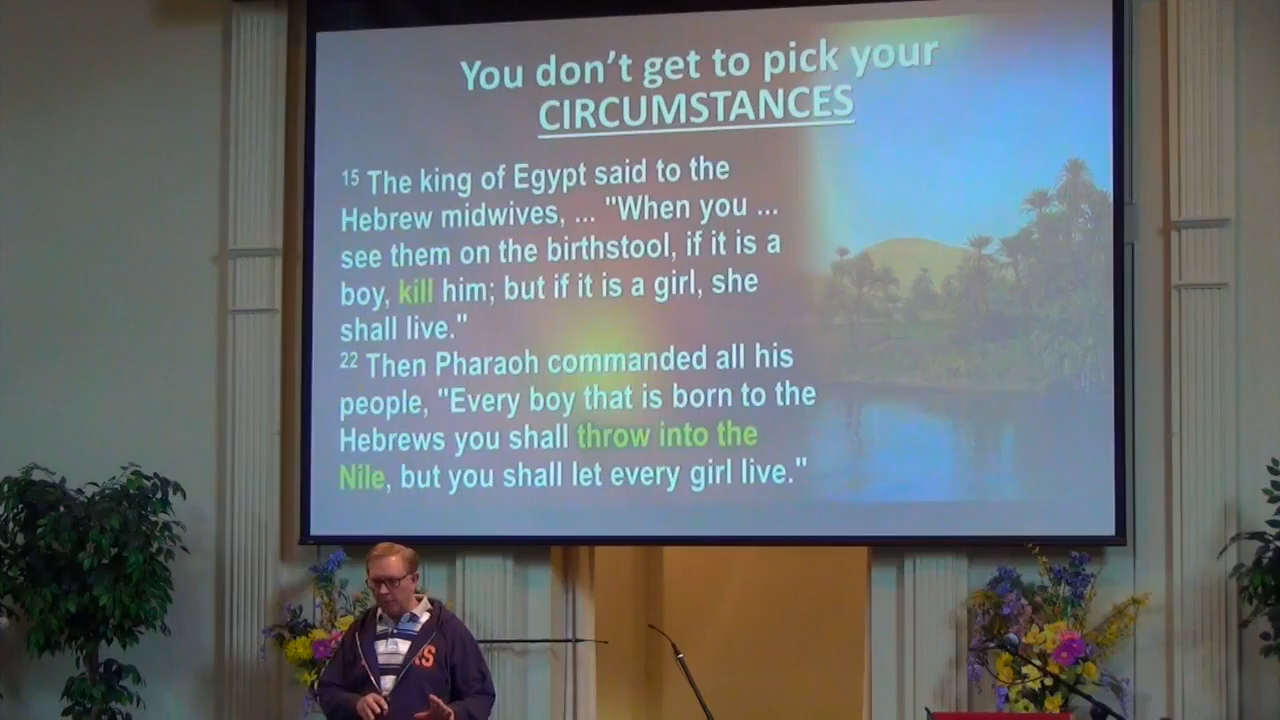 You don't get to pick your
CIRCUMSTANCES
15 The king of Egypt said to the
Hebrew midwives, ... "When you ...
see them on the birthstool, if it is a
boy, kill him; but if it is a girl, she
shall live."
22 Then Pharaoh commanded all his
people, "Every boy that is born to the
Hebrews you shall throw into the
Nile, but you shall let every girl live."